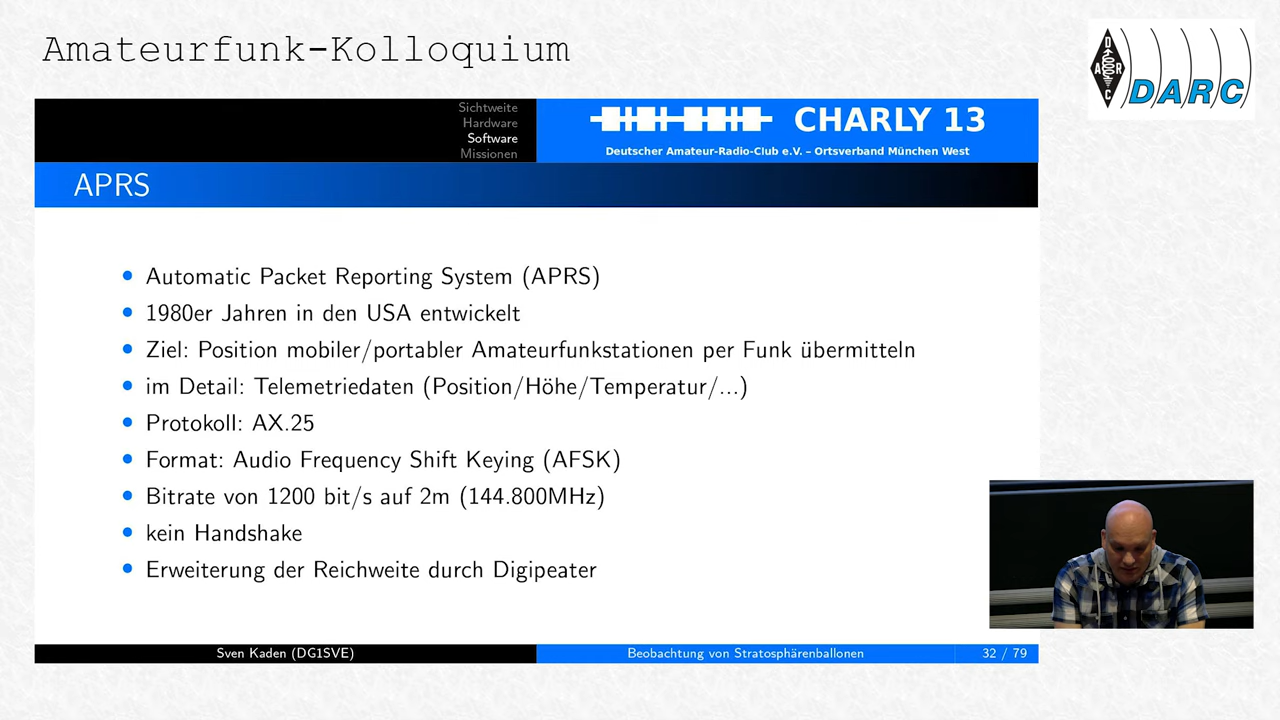 Amateurfunk-Kolloquium
DARC
DARC
Sichtweite
Hardware
Software
Missionen
CHARLY 13
Deutscher Amateur-Radio-Club e.V. – Ortsverband München West
APRS
Automatic Packet Reporting System (APRS)
1980er Jahren in den USA entwickelt
Ziel: Position mobiler/portabler Amateurfunkstationen per Funk übermitteln
im Detail: Telemetriedaten (Position/Höhe/Temperatur/...)
Protokoll: AX.25
Format: Audio Frequency Shift Keying (AFSK)
Bitrate von 1200 bit/s auf 2m (144.800MHz)
kein Handshake
Erweiterung der Reichweite durch Digipeater
Sven Kaden (DG1SVE)
Beobachtung von Stratosphärenballonen
32 / 79